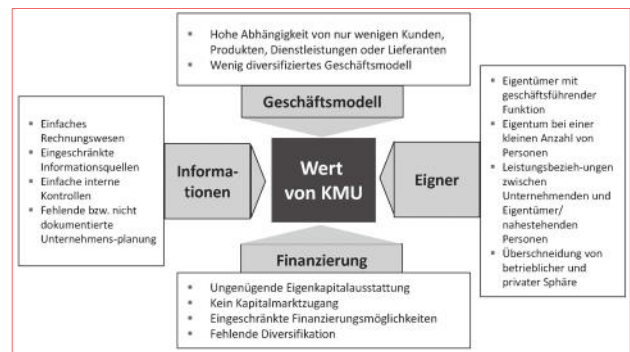 Hohe Abhängigkeit von nur wenigen Kunden,
Produkten, Dienstleistungen oder Lieferanten
Wenig diversifiziertes Geschäftsmodell
Geschäftsmodell
Einfaches
Rechnungswesen
Eingeschränkte
Informationsquellen
Einfache interne
Kontrollen
Fehlende bzw. nicht
dokumentierte
Unternehmens-planung
Informa-
tionen
Wert
von KMU
Eigner
Eigentümer mit
geschäftsführender
Funktion
Eigentum bei einer
kleinen Anzahl von
Personen
Leistungsbezieh-ungen
zwischen
Unternehmenden und
Eigentümer/
nahestehenden
Personen
Überschneidung von
betrieblicher und
privater Sphäre
Finanzierung
Ungenügende Eigenkapitalausstattung
Kein Kapitalmarktzugang
Eingeschränkte Finanzierungsmöglichkeiten
Fehlende Diversifikation